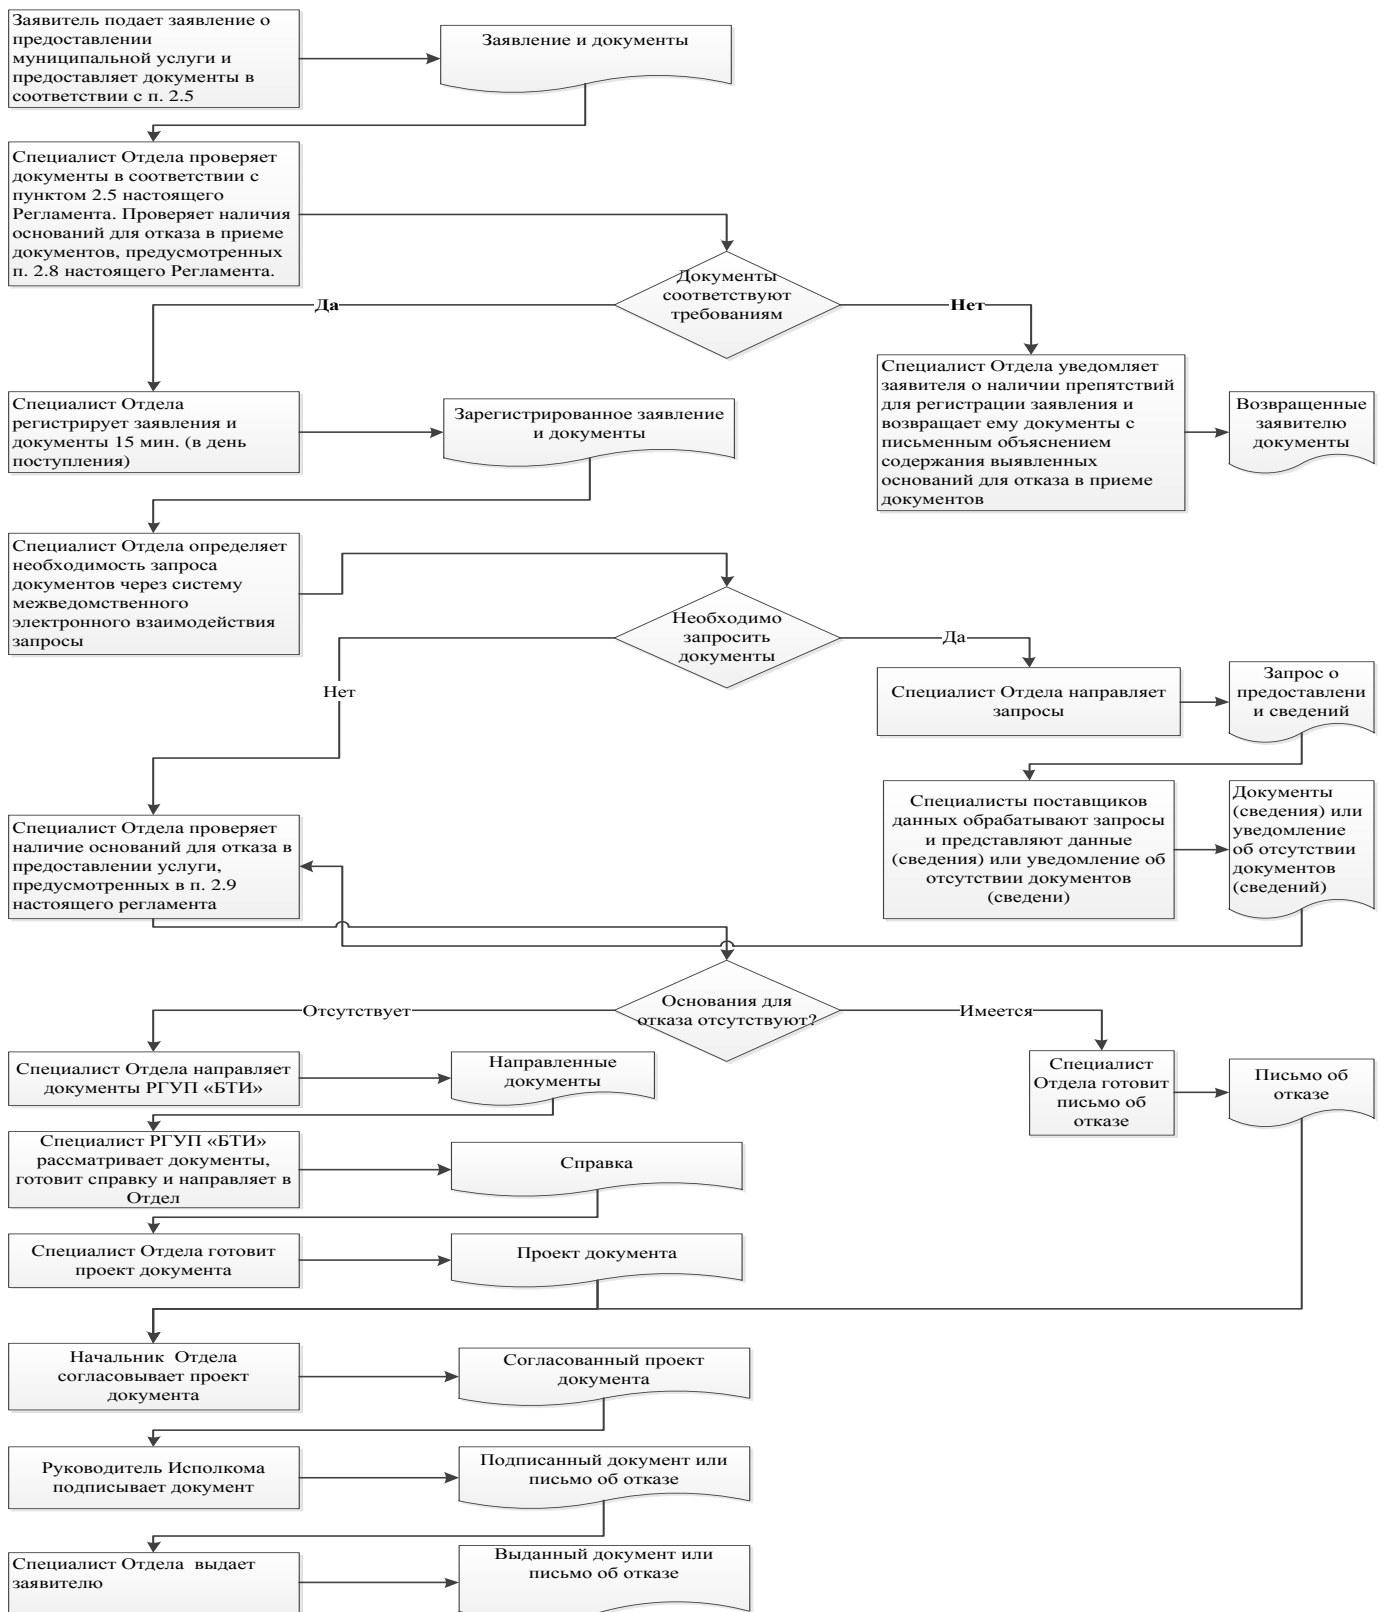 Заявитель подает заявление о
предоставлении
муниципальной услуги и
предоставляет документы в
соответствии с п. 2.5
Заявление и документы
Специалист Отдела проверяет
документы в соответствии с
пунктом 2.5 настоящего
Регламента. Проверяет наличия
оснований для отказа в приеме
документов, предусмотренных
п. 2.8 настоящего Регламента.
Документы
соответствуют
требованиям
Да
Нет
Специалист Отдела
регистрирует заявления и
документы 15 мин. (в день
поступления)
Зарегистрированное заявление
и документы
Специалист Отдела уведомляет
заявителя о наличии препятствий
для регистрации заявления и
возвращает ему документы с
письменным объяснением
содержания выявленных
оснований для отказа в приеме
документов
Возвращенные
заявителю
документы
Специалист Отдела определяет
необходимость запроса
документов через систему
межведомственного
электронного взаимодействия
запросы
Необходимо
запросить
документы
Да
Нет
Специалист Отдела направляет
запросы
Запрос о
предоставлени
и сведений
Специалисты поставщиков
данных обрабатывают запросы
и представляют данные
(сведения) или уведомление об
отсутствии документов
(сведени)
Документы
(сведения) или
уведомление
об отсутствии
документов
(сведений)
Специалист Отдела проверяет
наличие оснований для отказа в
предоставлении услуги,
предусмотренных в п. 2.9
настоящего регламента
Основания для
отказа отсутствуют?
Отсутствует
Имеется
Специалист Отдела направляет
документы РГУП «БТИ»
Направленные
документы
Специалист
Отдела готовит
письмо об
отказе
Письмо об
отказе
Специалист РГУП «БТИ»
рассматривает документы,
готовит справку и направляет в
Отдел
Справка
Специалист Отдела готовит
проект документа
Проект документа
Начальник  Отдела
согласовывает проект
документа
Согласованный проект
документа
Руководитель Исполкома
подписывает документ
Подписанный документ или
письмо об отказе
Специалист Отдела  выдает
заявителю
Выданный документ или
письмо об отказе